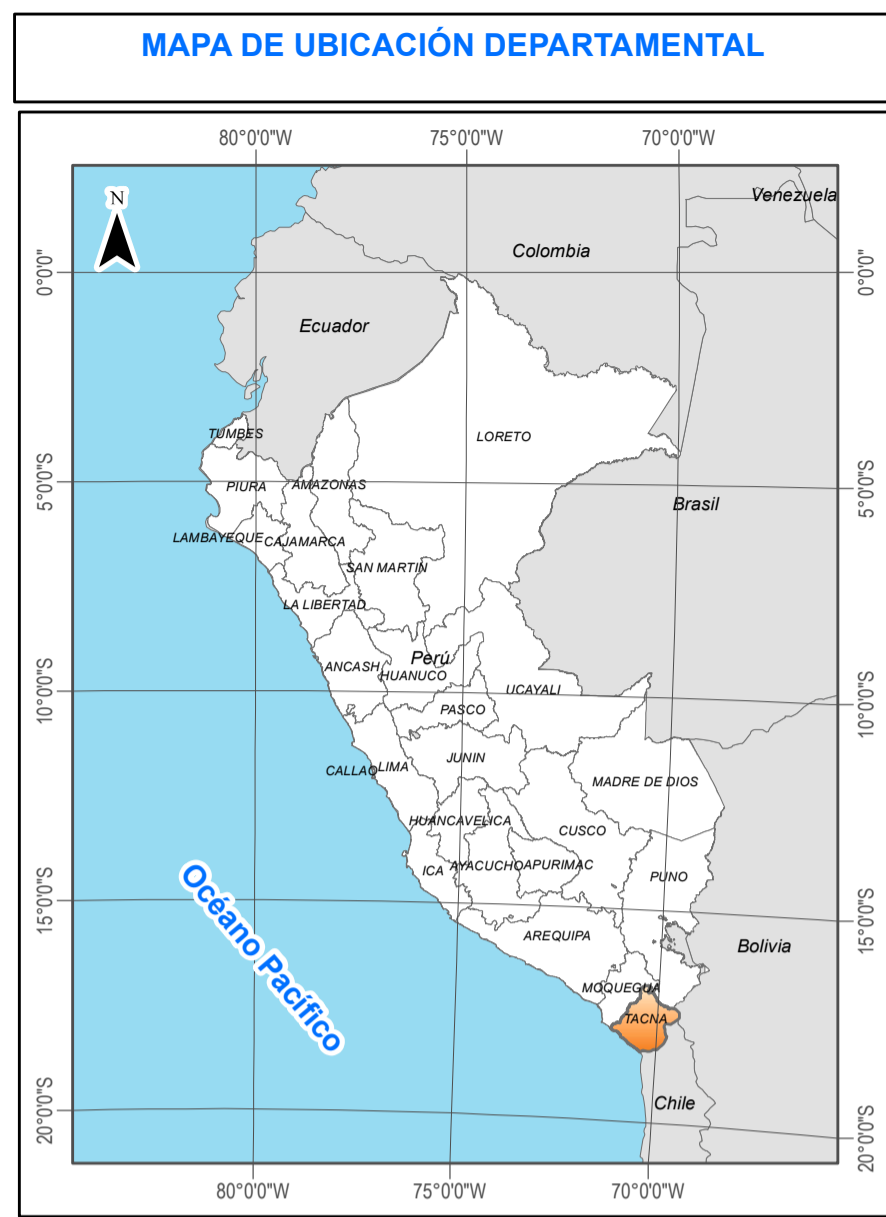 MAPA DE UBICACIÓN DEPARTAMENTAL
80°0'0"W 75°0'0"W 70°0'0"W
N
Venezuela
Colombia
0°0'0" 0°0'0"
Ecuador
TUMBES
LORETO
5°0'0"S 5°0'0"S
PIURA AMAZONAS
Brasil
LAMBAYEQUE CAJAMARCA
SAN MARTIN
LA LIBERTAD
Perú
ANCASH
HUANUCO
UCAYALI
10°0'0"S 10°0'0"S
PASCO
JUNIN
CALLAO LIMA
MADRE DE DIOS
HUANCAVELICA
CUSCO
ICA AYACUCHO APURIMAC
PUNO
15°0'0"S 15°0'0"S
AREQUIPA
Bolivia
Océano Pacífico
MOQUEGUA
TACNA
Chile
20°0'0"S 20°0'0"S
80°0'0"W 75°0'0"W 70°0'0"W